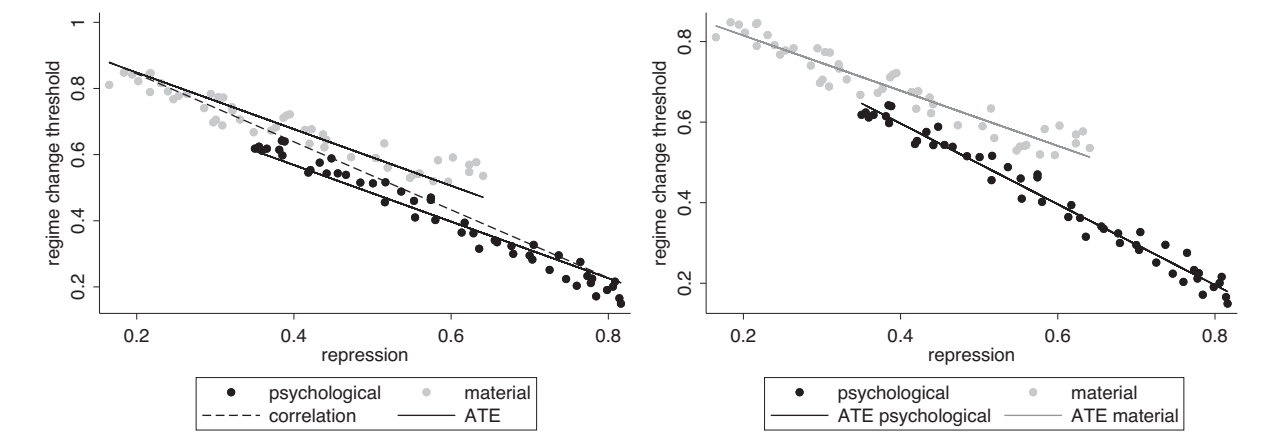 1
0.8
0.6
0.4
0.2
regime change threshold
0.2 0.4 0.6 0.8
repression
psychological material
correlation ATE
0.8
0.6
0.4
0.2
regime change threshold
0.2 0.4 0.6 0.8
repression
psychological material
ATE psychological ATE material